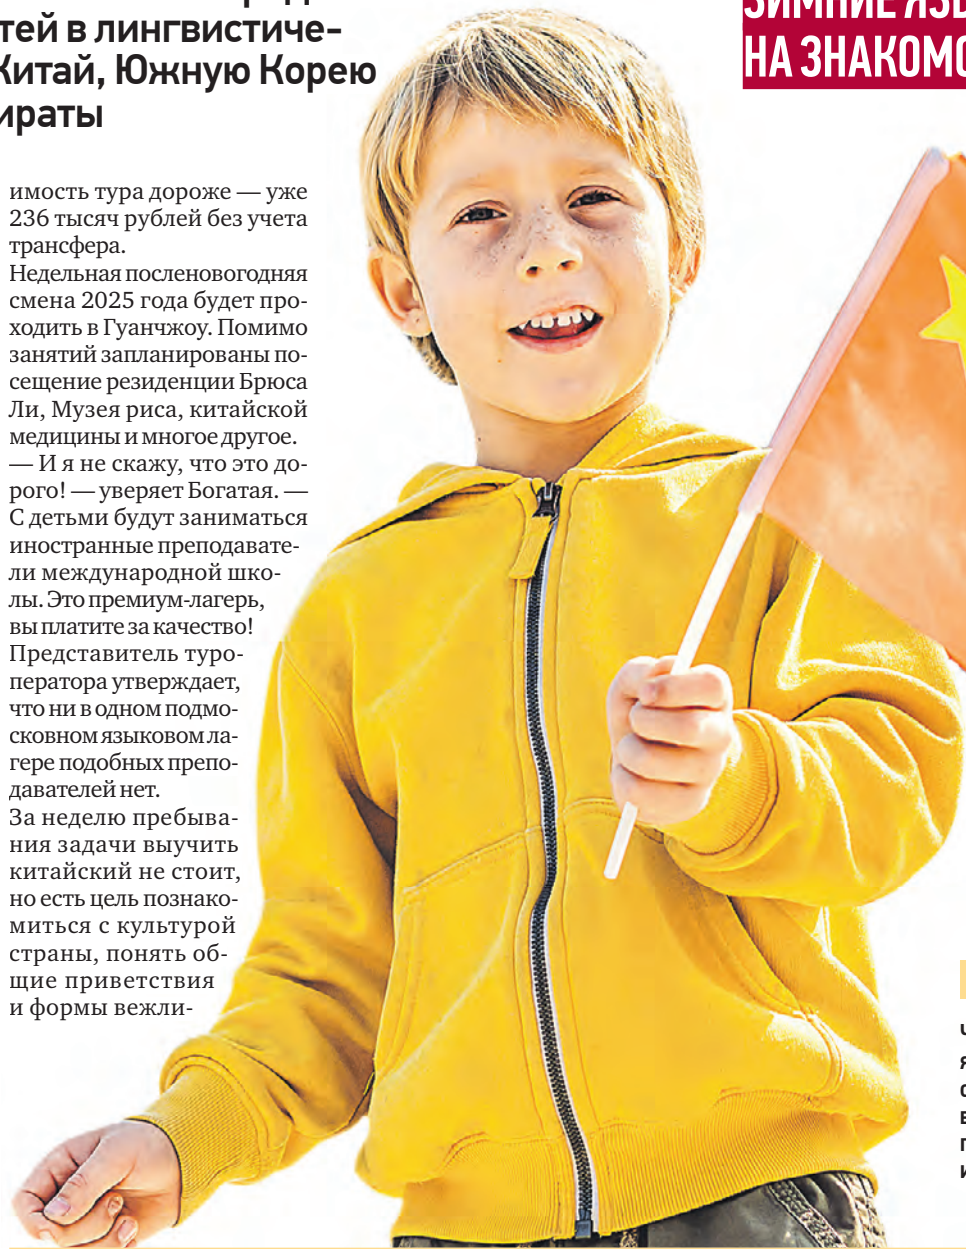 тей в лингвистиче-
Китай, Южную Корею
ираты
ЗИМНИЕ ЯЗЫ
НА ЗНАКОМС
имость тура дороже — уже
236 тысяч рублей без учета
трансфера.
Недельная посленовогодняя
смена 2025 года будет про-
ходить в Гуанчжоу. Помимо
занятий запланированы по-
сещение резиденции Брюса
Ли, Музея риса, китайской
медицины и многое другое.
— И я не скажу, что это до-
рого! — уверяет Богатая. —
С детьми будут заниматься
иностранные преподавате-
ли международной шко-
лы. Это премиум-лагерь,
вы платите за качество!
Представитель туро-
ператора утверждает,
что ни в одном подмо-
сковном языковом ла-
гере подобных препо-
давателей нет.
За неделю пребыва-
ния задачи выучить
китайский не стоит,
но есть цель познако-
миться с культурой
страны, понять об-
щие приветствия
и формы вежли-